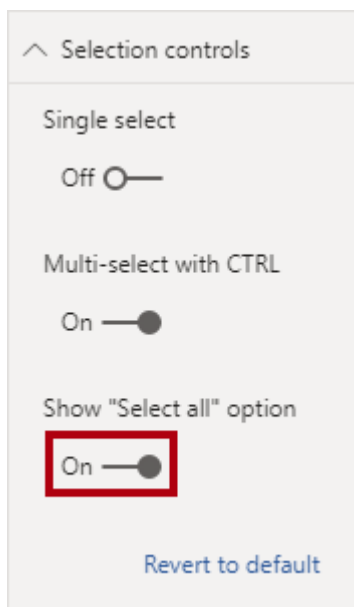 Selection controls
Single select
Off
Multi-select with CTRL
On
Show "Select all" option
On
Revert to default